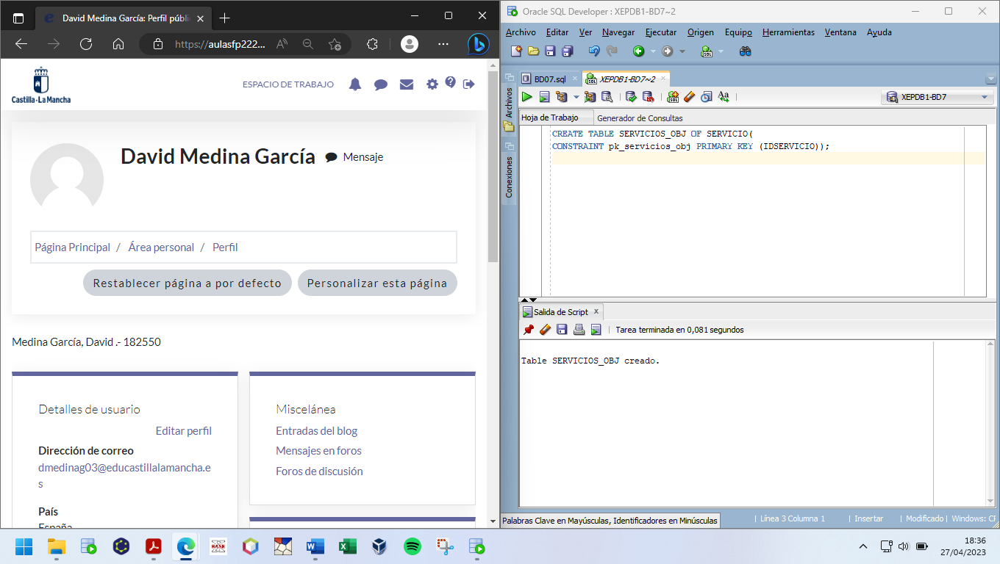 David Medina García: Perfil públi
https://aulasfp222...
Castilla-La Mancha
ESPACIO DE TRABAJO
David Medina García
Mensaje
Página Principal / Área personal / Perfil
Restablecer página a por defecto
Personalizar esta página
Medina García, David .- 182550
Detalles de usuario
Editar perfil
Dirección de correo
dmedinag03@educastillalamancha.e
s
País
España
Miscelánea
Entradas del blog
Mensajes en foros
Foros de discusión
Oracle SQL Developer : XEPDB1-BD7~2
Archivo Editar Ver Navegar Ejecutar Origen Equipo Herramientas Ventana Ayuda
Archivos
Conexiones
BD07.sql
XEPDB1-BD7~2
XEPDB1-BD7
Hoja de Trabajo
Generador de Consultas
CREATE TABLE SERVICIOS_OBJ OF SERVICIO(
CONSTRAINT pk_servicios_obj PRIMARY KEY (IDSERVICIO));
Salida de Script
Tarea terminada en 0,081 segundos
Table SERVICIOS_OBJ creado.
Palabras Clave en Mayúsculas, Identificadores en Minúsculas
| Línea 3 Columna 1 | Insertar | Modificado | Windows: CF
BASE
18:36
27/04/2023